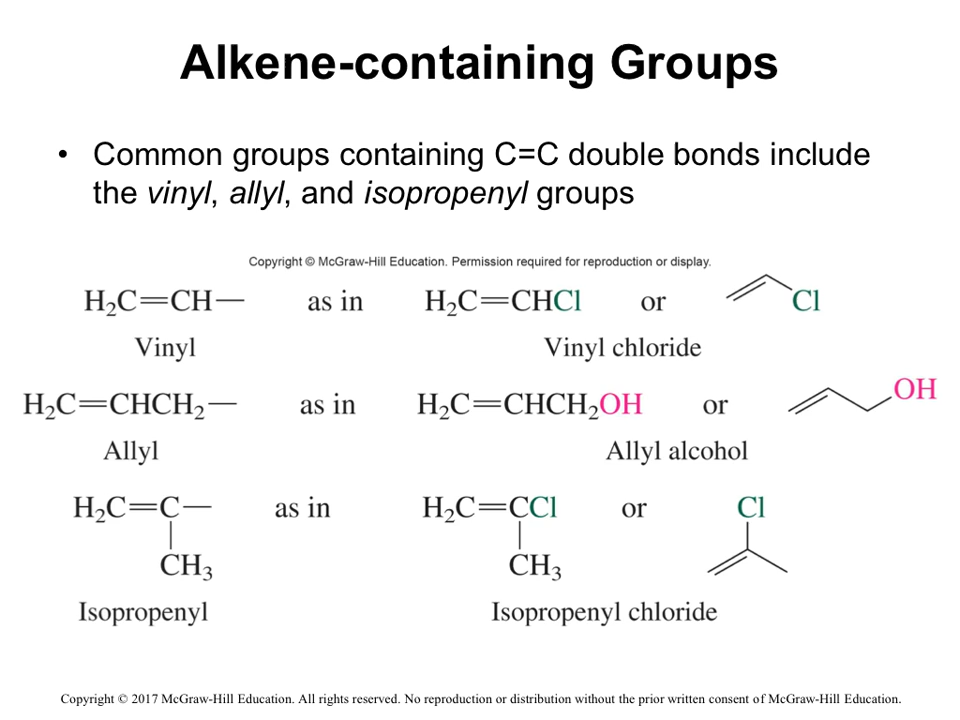 Alkene-containing Groups
• Common groups containing C=C double bonds include
the vinyl, allyl, and isopropenyl groups
Copyright © McGraw-Hill Education. Permission required for reproduction or display.
H₂C=CH— as in H₂C=CHCl or Cl
Vinyl Vinyl chloride
H₂C=CHCH₂— as in H₂C=CHCH₂OH or OH
Allyl Allyl alcohol
H₂C=C— as in H₂C=CCl or Cl
CH₃ CH₃
Isopropenyl Isopropenyl chloride
Copyright © 2017 McGraw-Hill Education. All rights reserved. No reproduction or distribution without the prior written consent of McGraw-Hill Education.